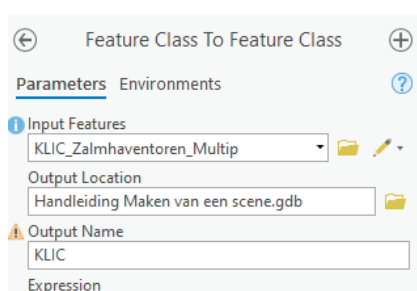 Feature Class To Feature Class
Parameters Environments
Input Features
KLIC_Zalmhaventoren_Multip
Output Location
Handleiding Maken van een scene.gdb
Output Name
KLIC
Expression